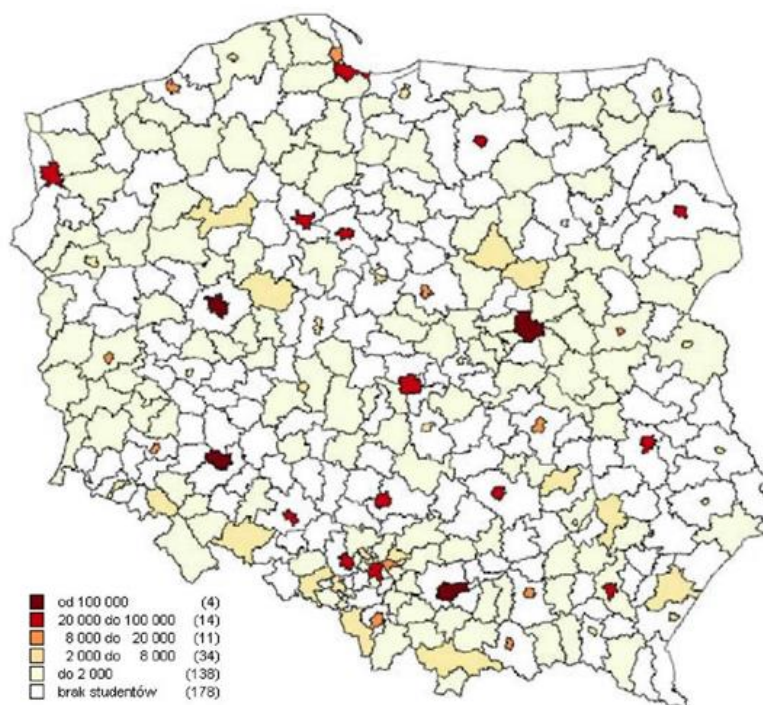 od 100 000 (4)
20 000 do 100 000 (14)
8 000 do 20 000 (11)
2 000 do 8 000 (34)
do 2 000 (138)
brak studentów (178)